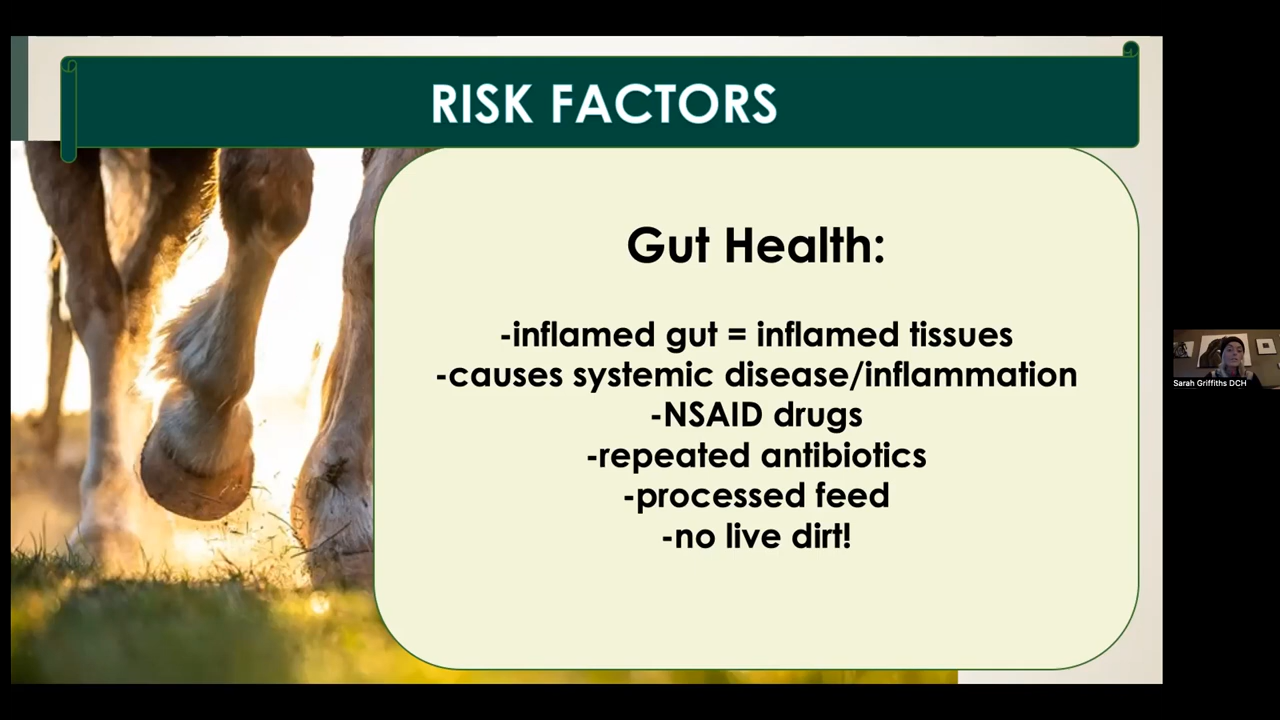 RISK FACTORS
Gut Health:
-inflamed gut = inflamed tissues
-causes systemic disease/inflammation
-NSAID drugs
-repeated antibiotics
-processed feed
-no live dirt!
Sarah Griffiths DCH